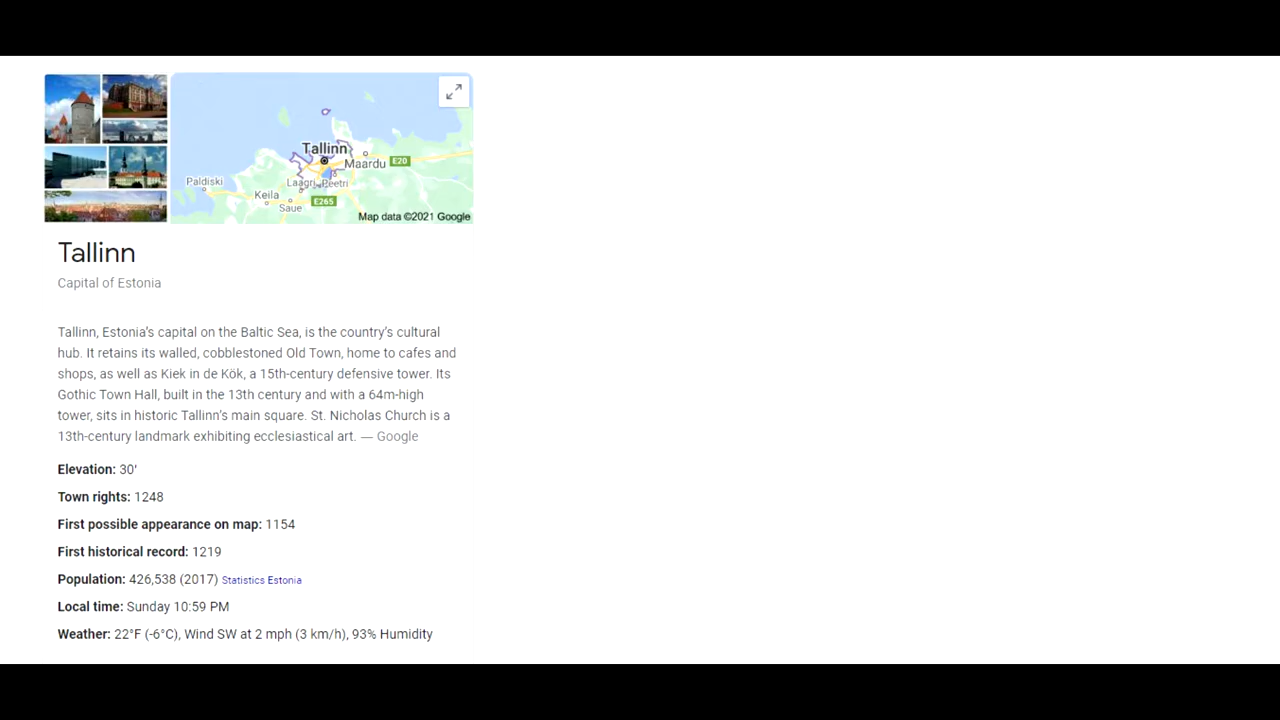 Tallinn
Maardu
E20
Paldiski
Laagri
Peetri
Keila
E265
Saue
Map data ©2021 Google
Tallinn
Capital of Estonia
Tallinn, Estonia's capital on the Baltic Sea, is the country's cultural
hub. It retains its walled, cobblestoned Old Town, home to cafes and
shops, as well as Kiek in de Kök, a 15th-century defensive tower. Its
Gothic Town Hall, built in the 13th century and with a 64m-high
tower, sits in historic Tallinn's main square. St. Nicholas Church is a
13th-century landmark exhibiting ecclesiastical art. — Google
Elevation: 30′
Town rights: 1248
First possible appearance on map: 1154
First historical record: 1219
Population: 426,538 (2017) Statistics Estonia
Local time: Sunday 10:59 PM
Weather: 22°F (-6°C), Wind SW at 2 mph (3 km/h), 93% Humidity